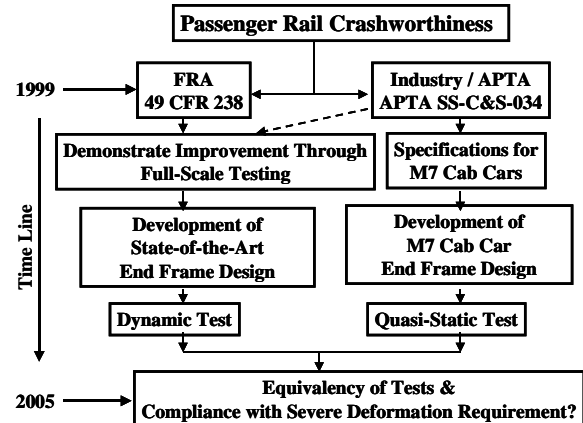 Passenger Rail Crashworthiness
1999
FRA
49 CFR 238
Industry / APTA
APTA SS-C&S-034
Demonstrate Improvement Through
Full-Scale Testing
Specifications for
M7 Cab Cars
Time Line
Development of
State-of-the-Art
End Frame Design
Development of
M7 Cab Car
End Frame Design
Dynamic Test
Quasi-Static Test
2005
Equivalency of Tests &
Compliance with Severe Deformation Requirement?